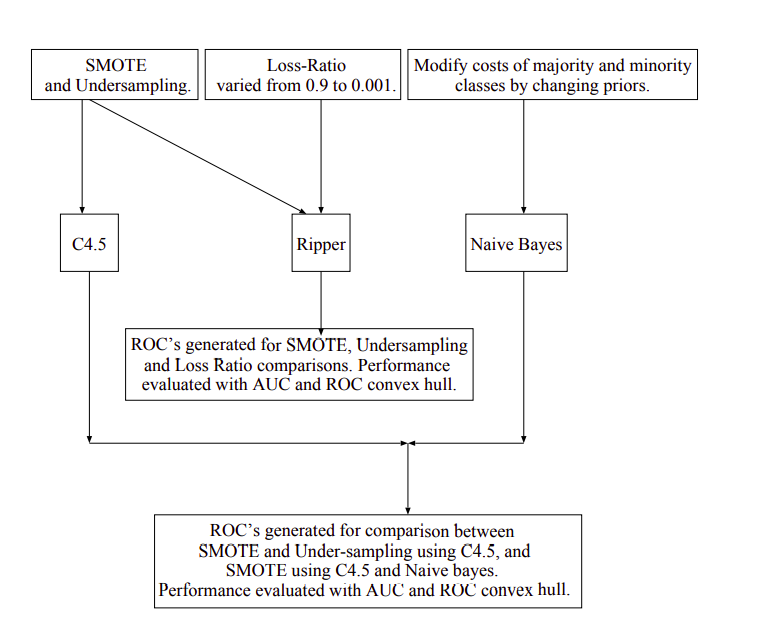 SMOTE
and Undersampling.
Loss-Ratio
varied from 0.9 to 0.001.
Modify costs of majority and minority
classes by changing priors.
C4.5
Ripper
Naive Bayes
ROC's generated for SMOTE, Undersampling
and Loss Ratio comparisons. Performance
evaluated with AUC and ROC convex hull.
ROC's generated for comparison between
SMOTE and Under-sampling using C4.5, and
SMOTE using C4.5 and Naive bayes.
Performance evaluated with AUC and ROC convex hull.